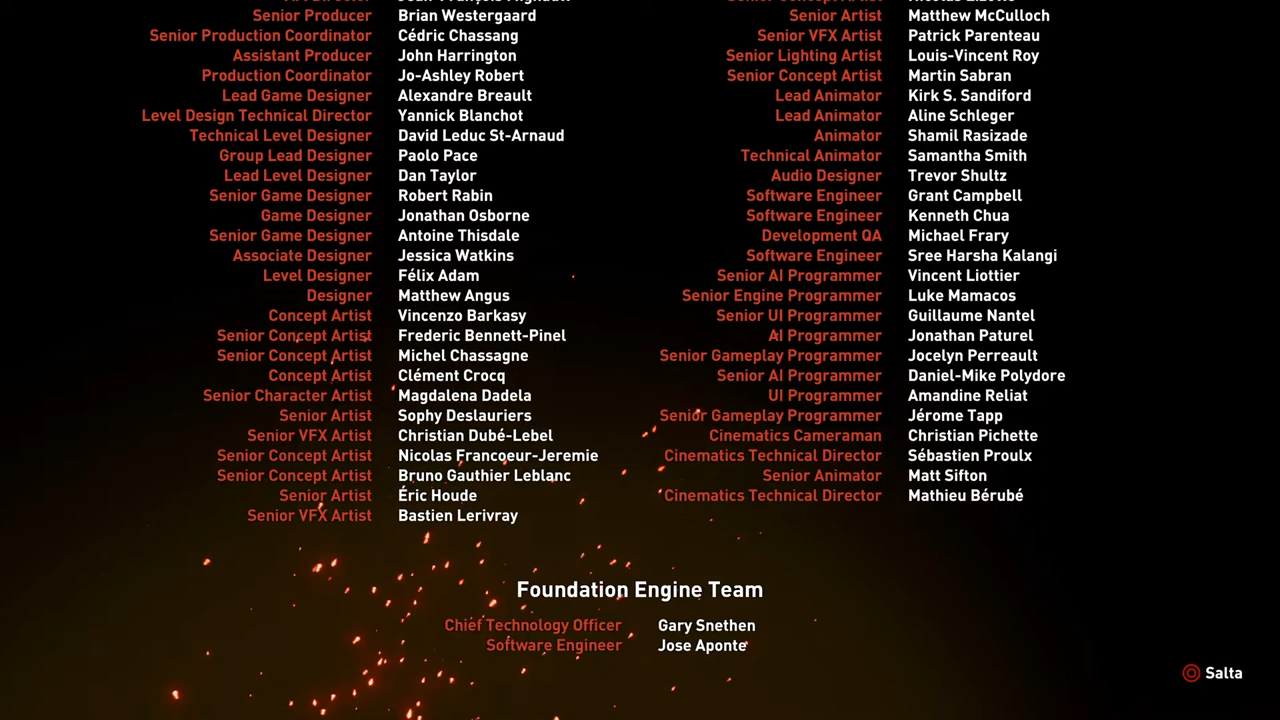 Senior Producer Brian Westergaard
Senior Production Coordinator Cédric Chassang
Assistant Producer John Harrington
Production Coordinator Jo-Ashley Robert
Lead Game Designer Alexandre Breault
Level Design Technical Director Yannick Blanchot
Technical Level Designer David Leduc St-Arnaud
Group Lead Designer Paolo Pace
Lead Level Designer Dan Taylor
Senior Game Designer Robert Rabin
Game Designer Jonathan Osborne
Senior Game Designer Antoine Thisdale
Associate Designer Jessica Watkins
Level Designer Félix Adam
Designer Matthew Angus
Concept Artist Vincenzo Barkasy
Senior Concept Artist Frederic Bennett-Pinel
Senior Concept Artist Michel Chassagne
Concept Artist Clément Crocq
Senior Character Artist Magdalena Dadela
Senior Artist Sophy Deslauriers
Senior VFX Artist Christian Dubé-Lebel
Senior Concept Artist Nicolas Francoeur-Jeremie
Senior Concept Artist Bruno Gauthier Leblanc
Senior Artist Éric Houde
Senior VFX Artist Bastien Lerivray
Senior Artist Matthew McCulloch
Senior VFX Artist Patrick Parenteau
Senior Lighting Artist Louis-Vincent Roy
Senior Concept Artist Martin Sabran
Lead Animator Kirk S. Sandiford
Lead Animator Aline Schleger
Animator Shamil Rasizade
Technical Animator Samantha Smith
Audio Designer Trevor Shultz
Software Engineer Grant Campbell
Software Engineer Kenneth Chua
Development QA Michael Frary
Software Engineer Sree Harsha Kalangi
Senior AI Programmer Vincent Liottier
Senior Engine Programmer Luke Mamacos
Senior UI Programmer Guillaume Nantel
AI Programmer Jonathan Paturel
Senior Gameplay Programmer Jocelyn Perreault
Senior AI Programmer Daniel-Mike Polydore
UI Programmer Amandine Reliat
Senior Gameplay Programmer Jérome Tapp
Cinematics Cameraman Christian Pichette
Cinematics Technical Director Sébastien Proulx
Senior Animator Matt Sifton
Cinematics Technical Director Mathieu Bérubé
Foundation Engine Team
Chief Technology Officer Gary Snethen
Software Engineer Jose Aponte
Salta